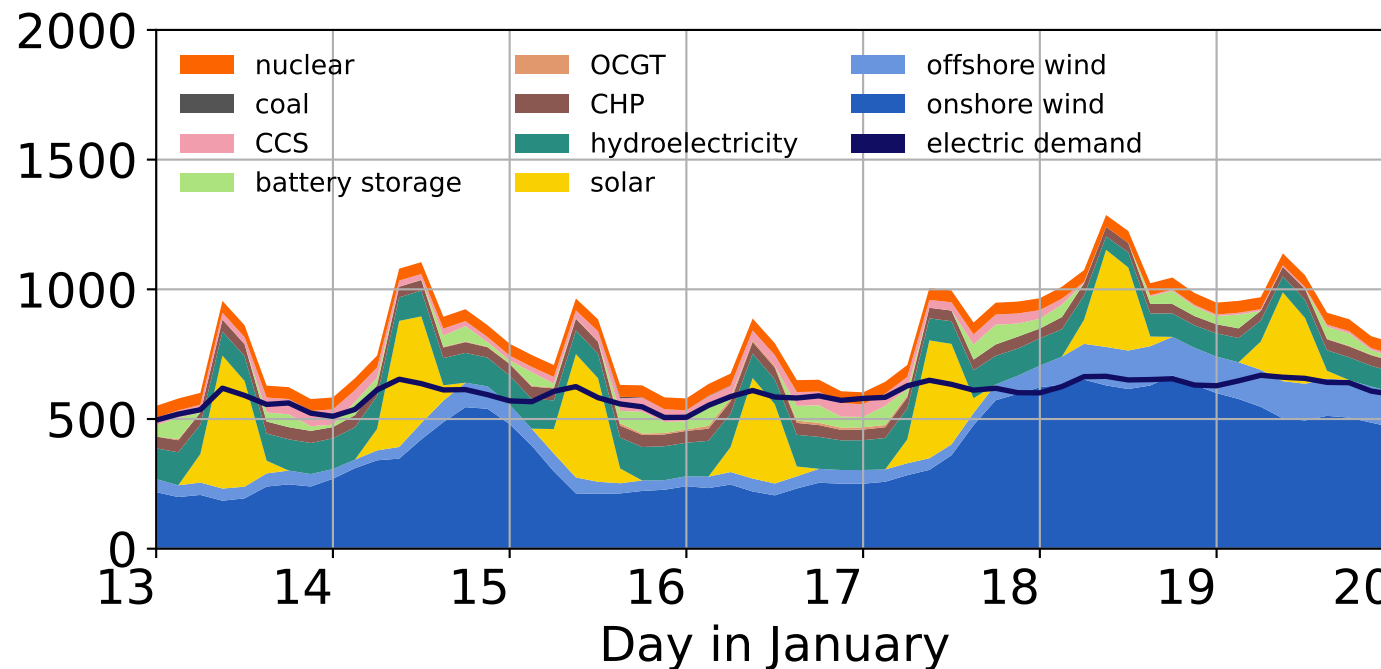 2000
1500
1000
500
0
nuclear
coal
CCS
battery storage
OCGT
CHP
hydroelectricity
solar
offshore wind
onshore wind
electric demand
13 14 15 16 17 18 19 20
Day in January